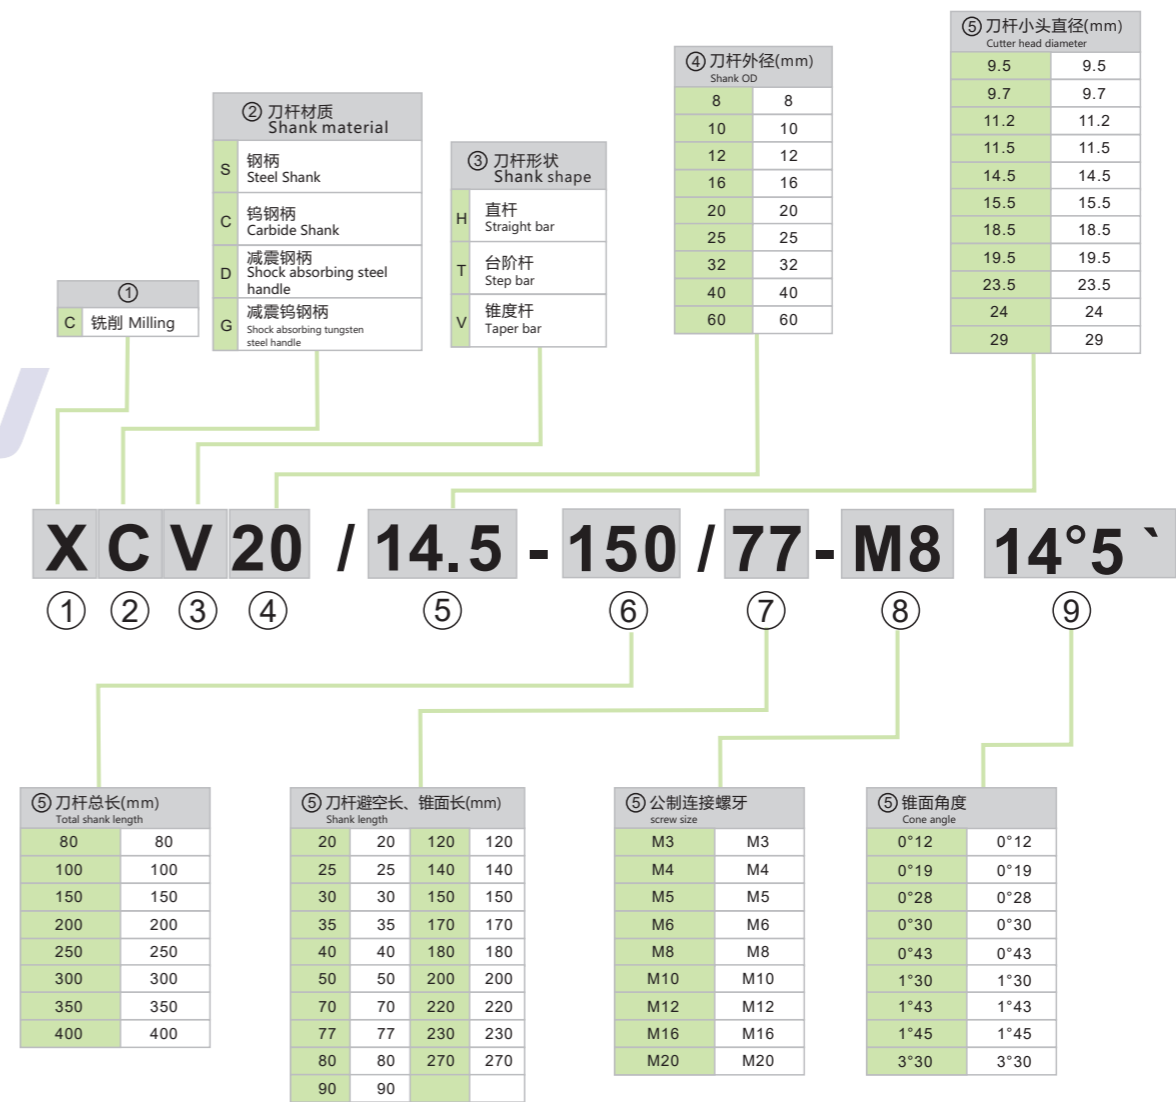 ①
C 铣削 Milling
② 刀杆材质
Shank material
S 钢柄
Steel Shank
C 钨钢柄
Carbide Shank
D 减震钢柄
Shock absorbing steel
handle
G 减震钨钢柄
Shock absorbing tungsten
steel handle
③ 刀杆形状
Shank shape
H 直杆
Straight bar
T 台阶杆
Step bar
V 锥度杆
Taper bar
④ 刀杆外径(mm)
Shank OD
8 8
10 10
12 12
16 16
20 20
25 25
32 32
40 40
60 60
⑤ 刀杆小头直径(mm)
Cutter head diameter
9.5 9.5
9.7 9.7
11.2 11.2
11.5 11.5
14.5 14.5
15.5 15.5
18.5 18.5
19.5 19.5
23.5 23.5
24 24
29 29
X C V 20 / 14.5 - 150 / 77 - M8 14°5 `
① ② ③ ④ ⑤ ⑥ ⑦ ⑧ ⑨
⑤ 刀杆总长(mm)
Total shank length
80 80
100 100
150 150
200 200
250 250
300 300
350 350
400 400
⑤ 刀杆避空长、锥面长(mm)
Shank length
20 20 120 120
25 25 140 140
30 30 150 150
35 35 170 170
40 40 180 180
50 50 200 200
70 70 220 220
77 77 230 230
80 80 270 270
90 90
⑤ 公制连接螺牙
screw size
M3 M3
M4 M4
M5 M5
M6 M6
M8 M8
M10 M10
M12 M12
M16 M16
M20 M20
⑤ 锥面角度
Cone angle
0°12 0°12
0°19 0°19
0°28 0°28
0°30 0°30
0°43 0°43
1°30 1°30
1°43 1°43
1°45 1°45
3°30 3°30